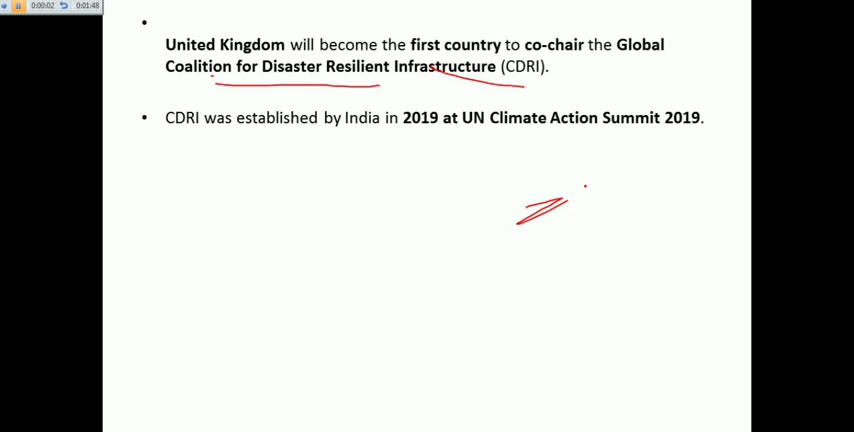 0:00:02 0:01:48
•
United Kingdom will become the first country to co-chair the Global
Coalition for Disaster Resilient Infrastructure (CDRI).
• CDRI was established by India in 2019 at UN Climate Action Summit 2019.